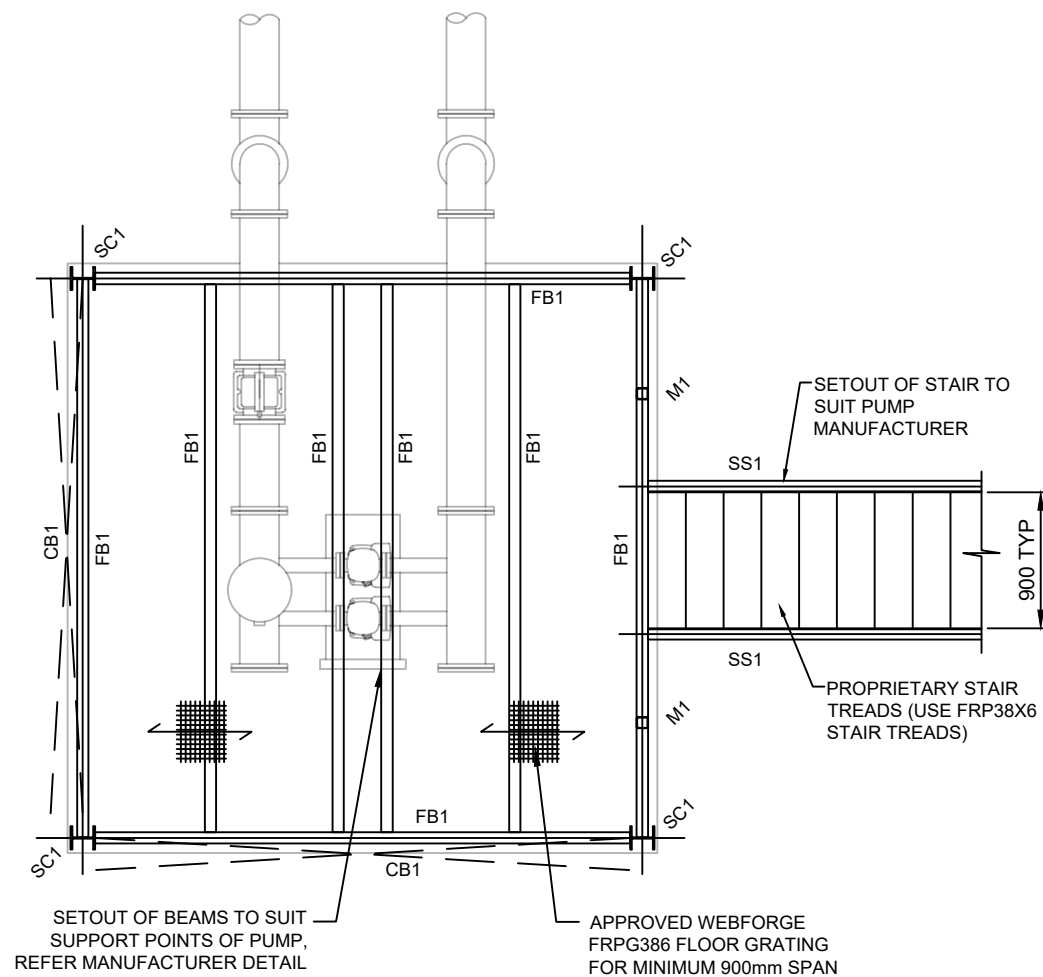 SC1
SC1
FB1
M1
SETOUT OF STAIR TO
SUIT PUMP
MANUFACTURER
FB1
FB1
FB1
FB1
SS1
CB1
FB1
FB1
900 TYP
SS1
PROPRIETARY STAIR
TREADS (USE FRP38X6
STAIR TREADS)
M1
FB1
SC1
SC1
CB1
SETOUT OF BEAMS TO SUIT
SUPPORT POINTS OF PUMP,
REFER MANUFACTURER DETAIL
APPROVED WEBFORGE
FRPG386 FLOOR GRATING
FOR MINIMUM 900mm SPAN